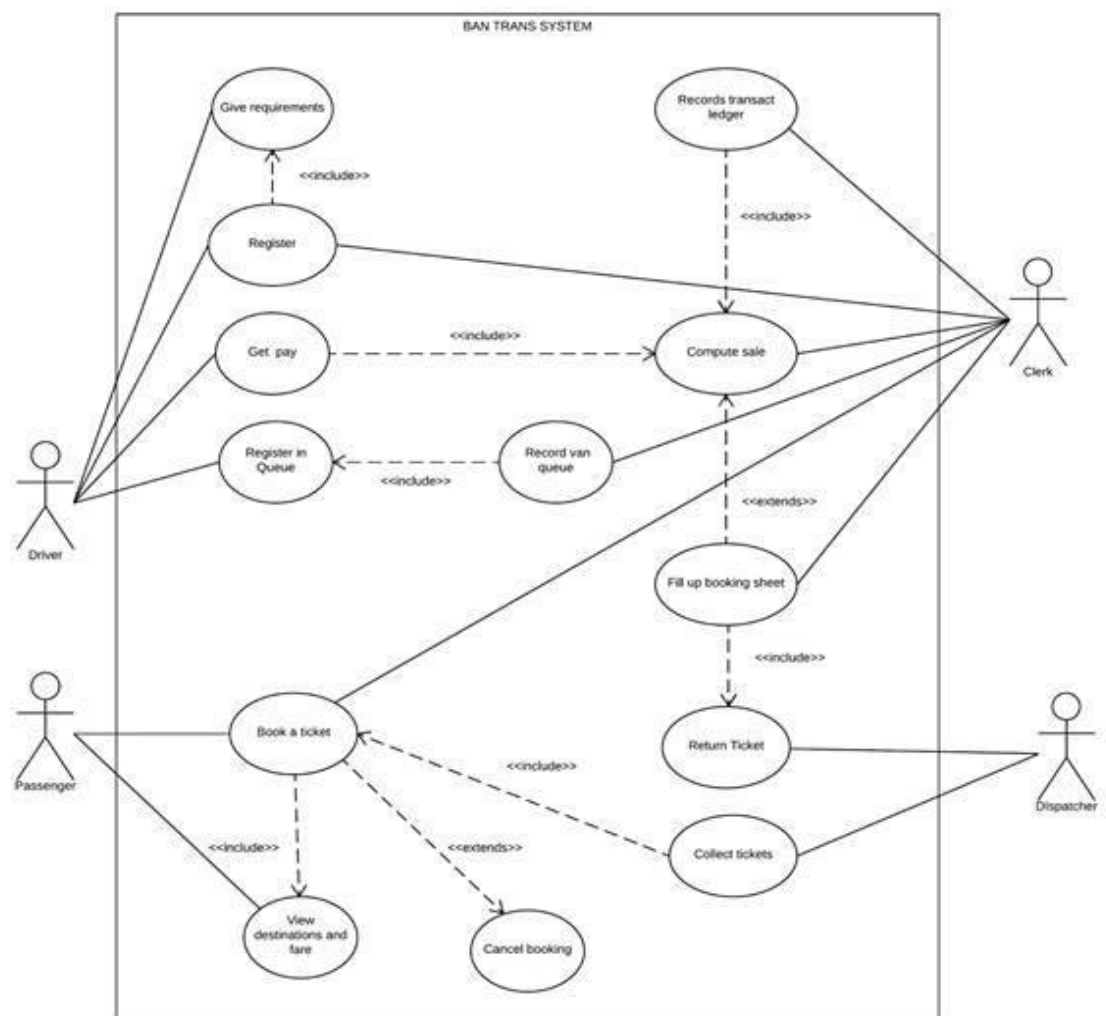 BAN TRANS SYSTEM
Give requirements
Records transact
ledger
<<include>>
<<include>>
Register
<<include>>
Get  pay
Compute sale
Clerk
Register in
Queue
Record van
queue
<<include>>
<<extends>>
Driver
Fill up booking sheet
<<include>>
Book a ticket
Return Ticket
<<include>>
Passenger
DIspatcher
<<include>>
<<extends>>
Collect tickets
View
destinations and
fare
Cancel booking